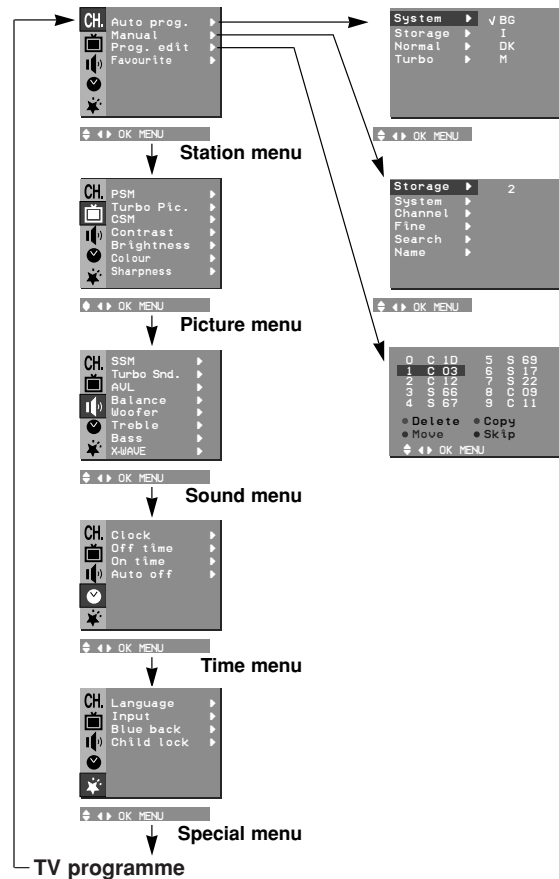 CH.
Auto prog.
Manual
Prog. edit
Favourite
OK MENU
Station menu
CH.
PSM
Turbo Pic.
CSM
Contrast
Brightness
Colour
Sharpness
OK MENU
Picture menu
CH.
SSM
Turbo Snd.
AVL
Balance
Woofer
Treble
Bass
X-WAVE
OK MENU
Sound menu
CH.
Clock
Off time
On time
Auto off
OK MENU
Time menu
CH.
Language
Input
Blue back
Child lock
OK MENU
Special menu
TV programme
System √ BG
Storage I
Normal DK
Turbo M
OK MENU
Storage 2
System
Channel
Fine
Search
Name
OK MENU
0 C 10 5 S 69
1 C 03 6 S 17
2 C 12 7 S 22
3 S 66 8 C 09
4 S 67 9 C 11
Delete Copy
Move Skip
OK MENU